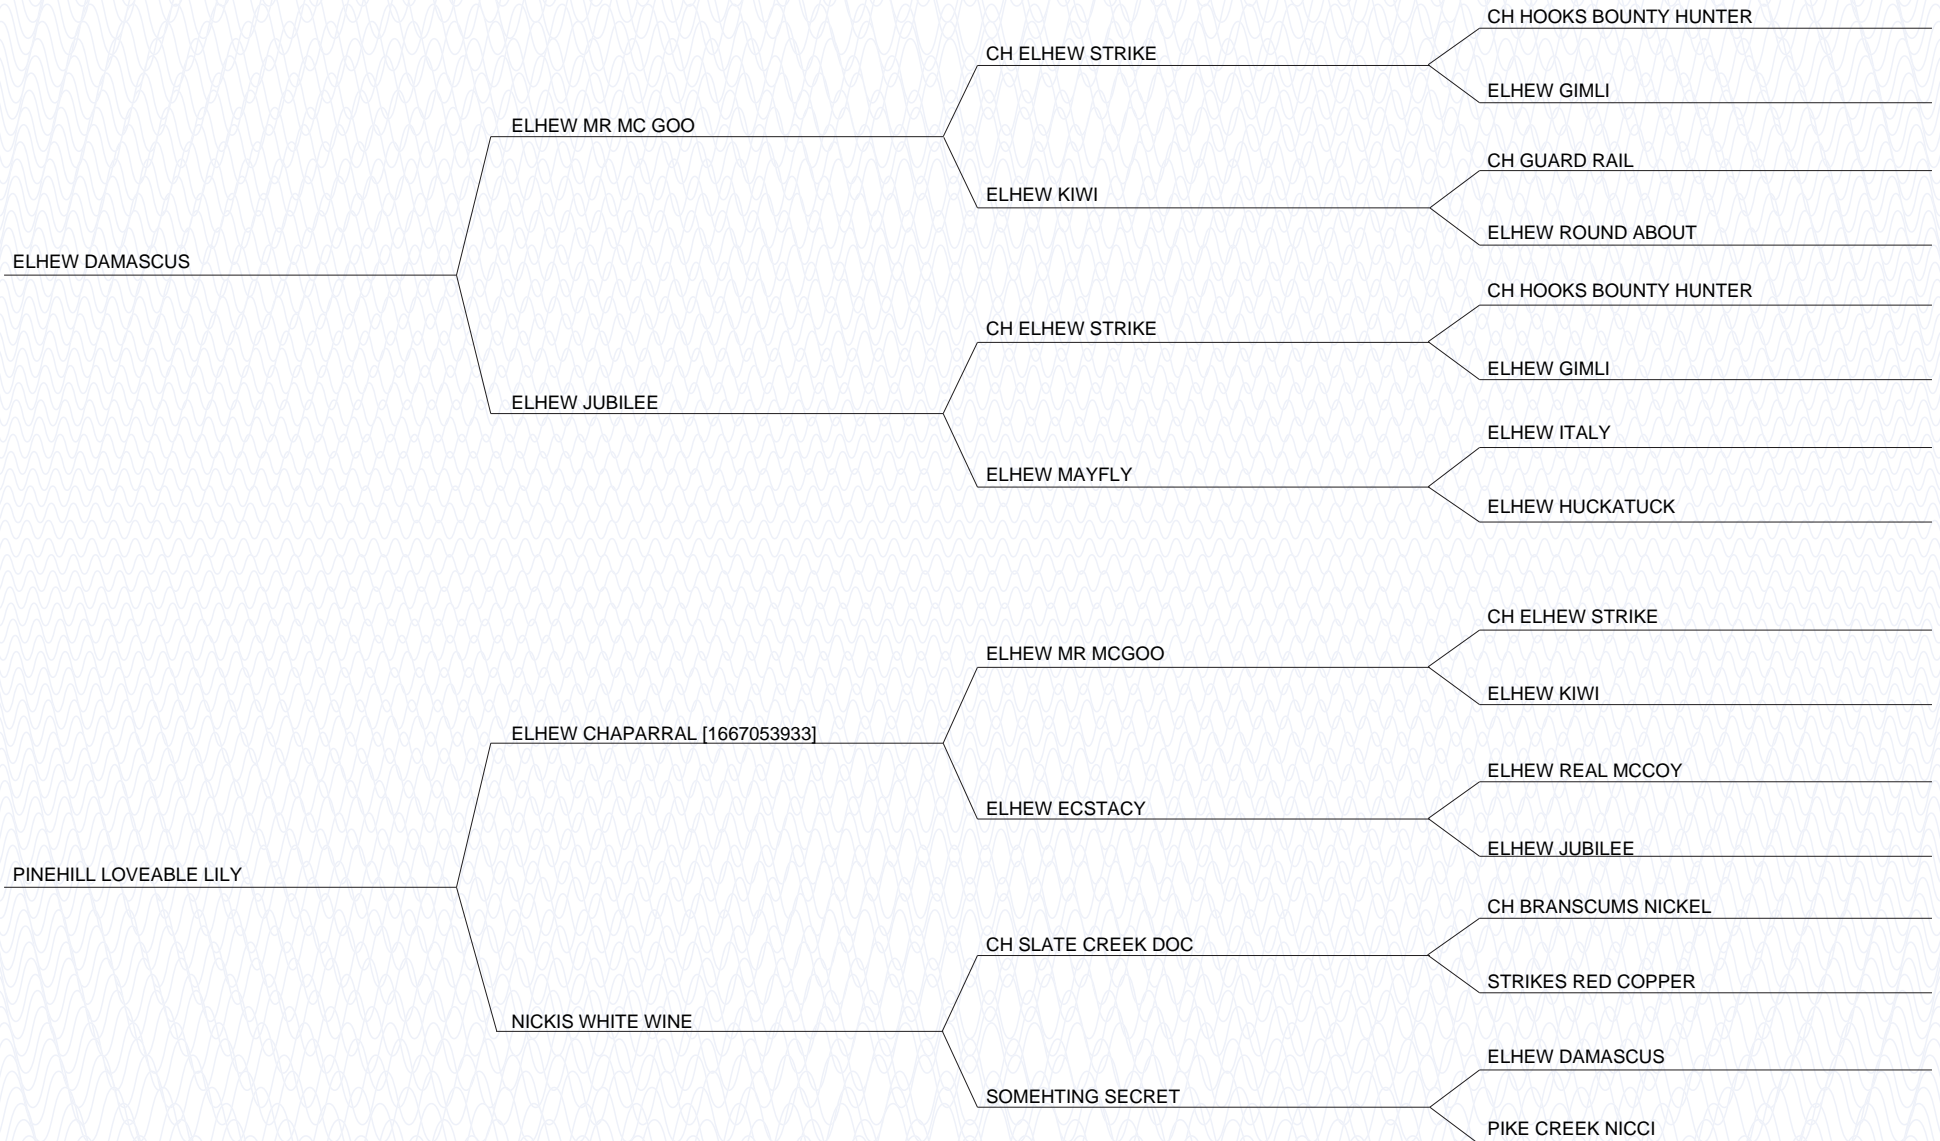 CH HOOKS BOUNTY HUNTER
CH ELHEW STRIKE
ELHEW GIMLI
ELHEW MR MC GOO
CH GUARD RAIL
ELHEW KIWI
ELHEW ROUND ABOUT
ELHEW DAMASCUS
CH HOOKS BOUNTY HUNTER
CH ELHEW STRIKE
ELHEW GIMLI
ELHEW JUBILEE
ELHEW ITALY
ELHEW MAYFLY
ELHEW HUCKATUCK
CH ELHEW STRIKE
ELHEW MR MCGOO
ELHEW KIWI
ELHEW CHAPARRAL [1667053933]
ELHEW REAL MCCOY
ELHEW ECSTACY
ELHEW JUBILEE
PINEHILL LOVEABLE LILY
CH BRANSCUMS NICKEL
CH SLATE CREEK DOC
STRIKES RED COPPER
NICKIS WHITE WINE
ELHEW DAMASCUS
SOMEHTING SECRET
PIKE CREEK NICCI